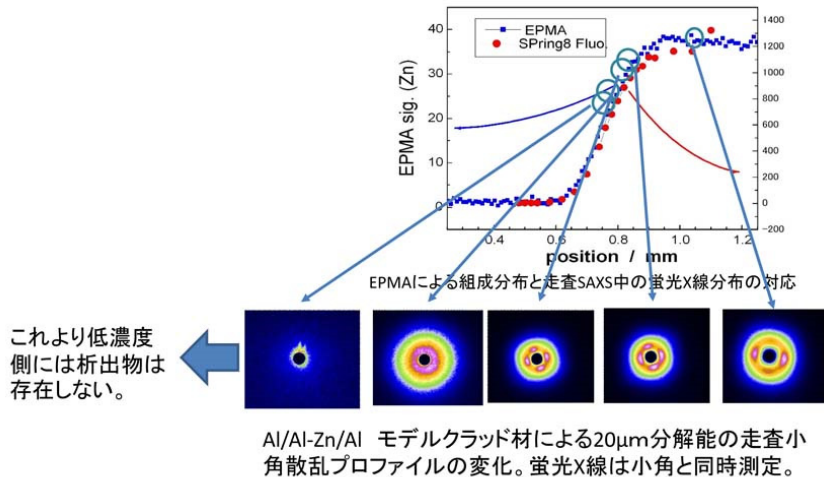 EPMA
SPring8 Fluo.
EPMA sig. (Zn)
40
30
20
10
0
1400
1200
1000
800
600
400
200
0
−200
0.4
0.6
0.8
1.0
1.2
position / mm
EPMAによる組成分布と走査SAXS中の蛍光X線分布の対応
これより低濃度
側には析出物は
存在しない。
Al/Al-Zn/Al モデルクラッド材による20μm分解能の走査小
角散乱プロファイルの変化。蛍光X線は小角と同時測定。